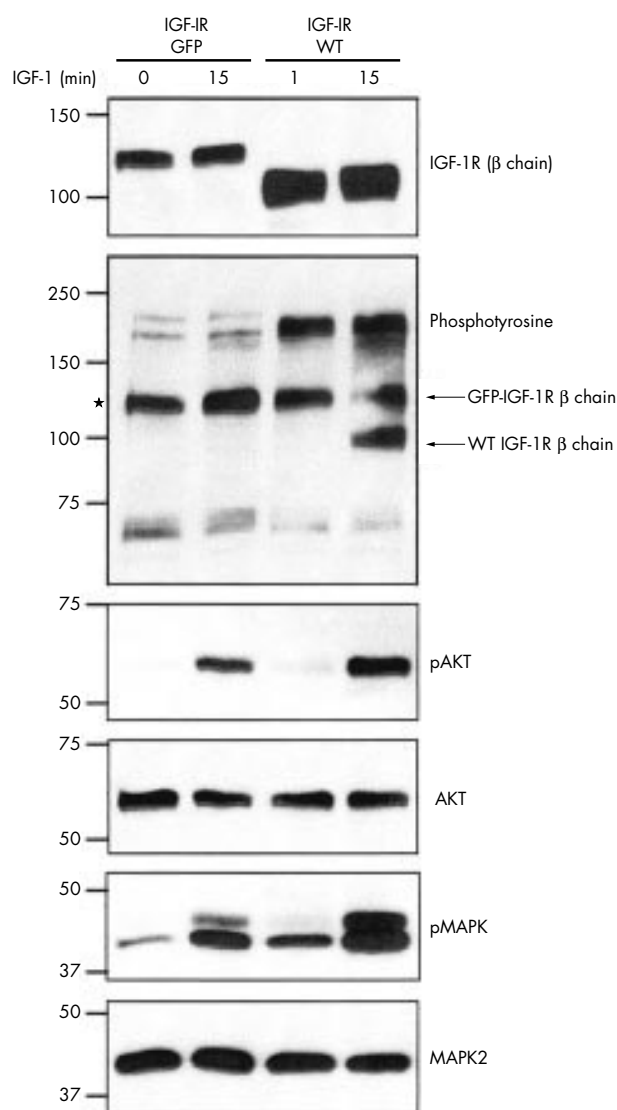 IGF-IR IGF-IR
GFP WT
IGF-1 (min) 0 15 1 15
150
IGF-1R (β chain)
100
250
Phosphotyrosine
150
★ GFP-IGF-1R β chain
100 WT IGF-1R β chain
75
75
pAKT
50
75
AKT
50
50
pMAPK
37
50
MAPK2
37